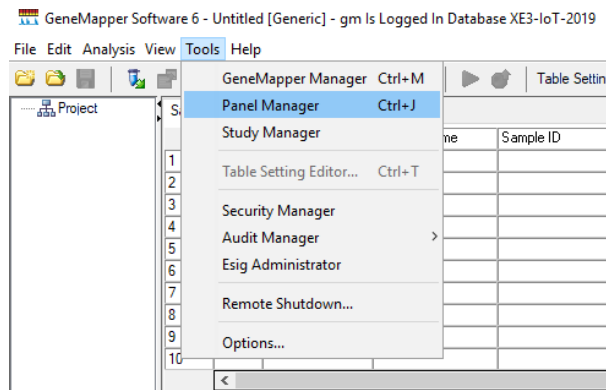 GeneMapper Software 6 - Untitled [Generic] - gm Is Logged In Database XE3-IoT-2019
File Edit Analysis View Tools Help
GeneMapper Manager Ctrl+M
Table Settin
Project
Panel Manager Ctrl+J
Study Manager
Sample ID
Table Setting Editor... Ctrl+T
Security Manager
Audit Manager
Esig Administrator
Remote Shutdown...
Options...
1
2
3
4
5
6
7
8
9
10